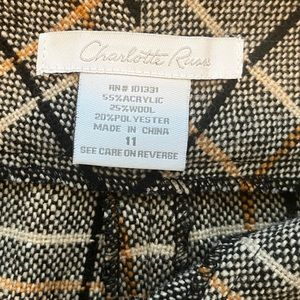 Charlotte Russe
RN# 101331
55% ACRYLIC
25% WOOL
20% POLYESTER
MADE IN CHINA
11
SEE CARE ON REVERSE